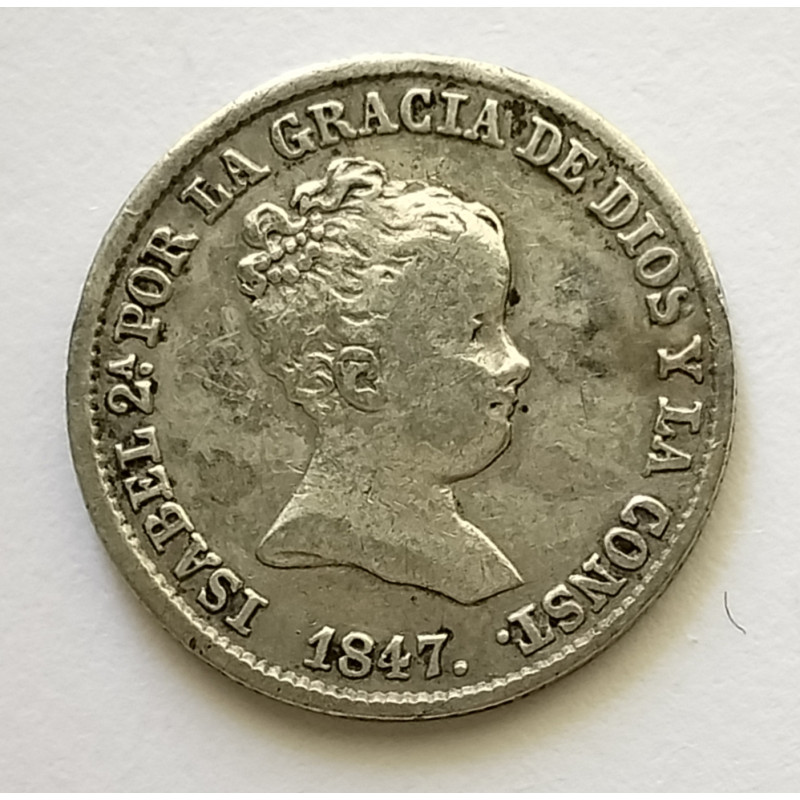 ISABEL 2ª. POR LA GRACIA DE DIOS Y LA CONST.
1847.